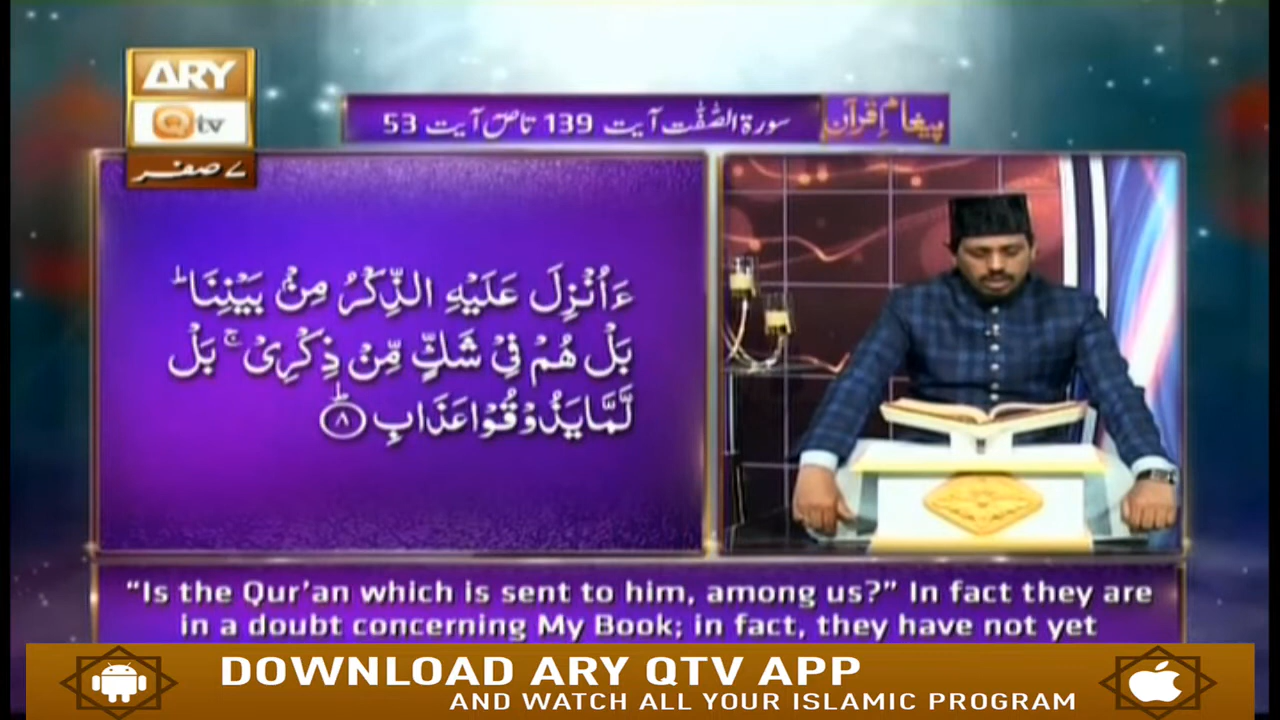 ARY
Qtv
۷ صفر
پیغام قرآن
سورۃ الصّٰفّٰت آیت 139 تا صٓ آیت 53
ءَاُنۡزِلَ عَلَيۡهِ الذِّكۡرُ مِنۡۢ بَيۡنِنَا ؕ
بَلۡ هُمۡ فِىۡ شَكٍّ مِّنۡ ذِكۡرِىۡ ۚ بَلۡ
لَّمَّا يَذُوۡقُوۡا عَذَابِ ؕ ﴿۸﴾
“Is the Qur’an which is sent to him, among us?” In fact they are
in a doubt concerning My Book; in fact, they have not yet
DOWNLOAD ARY QTV APP
AND WATCH ALL YOUR ISLAMIC PROGRAM